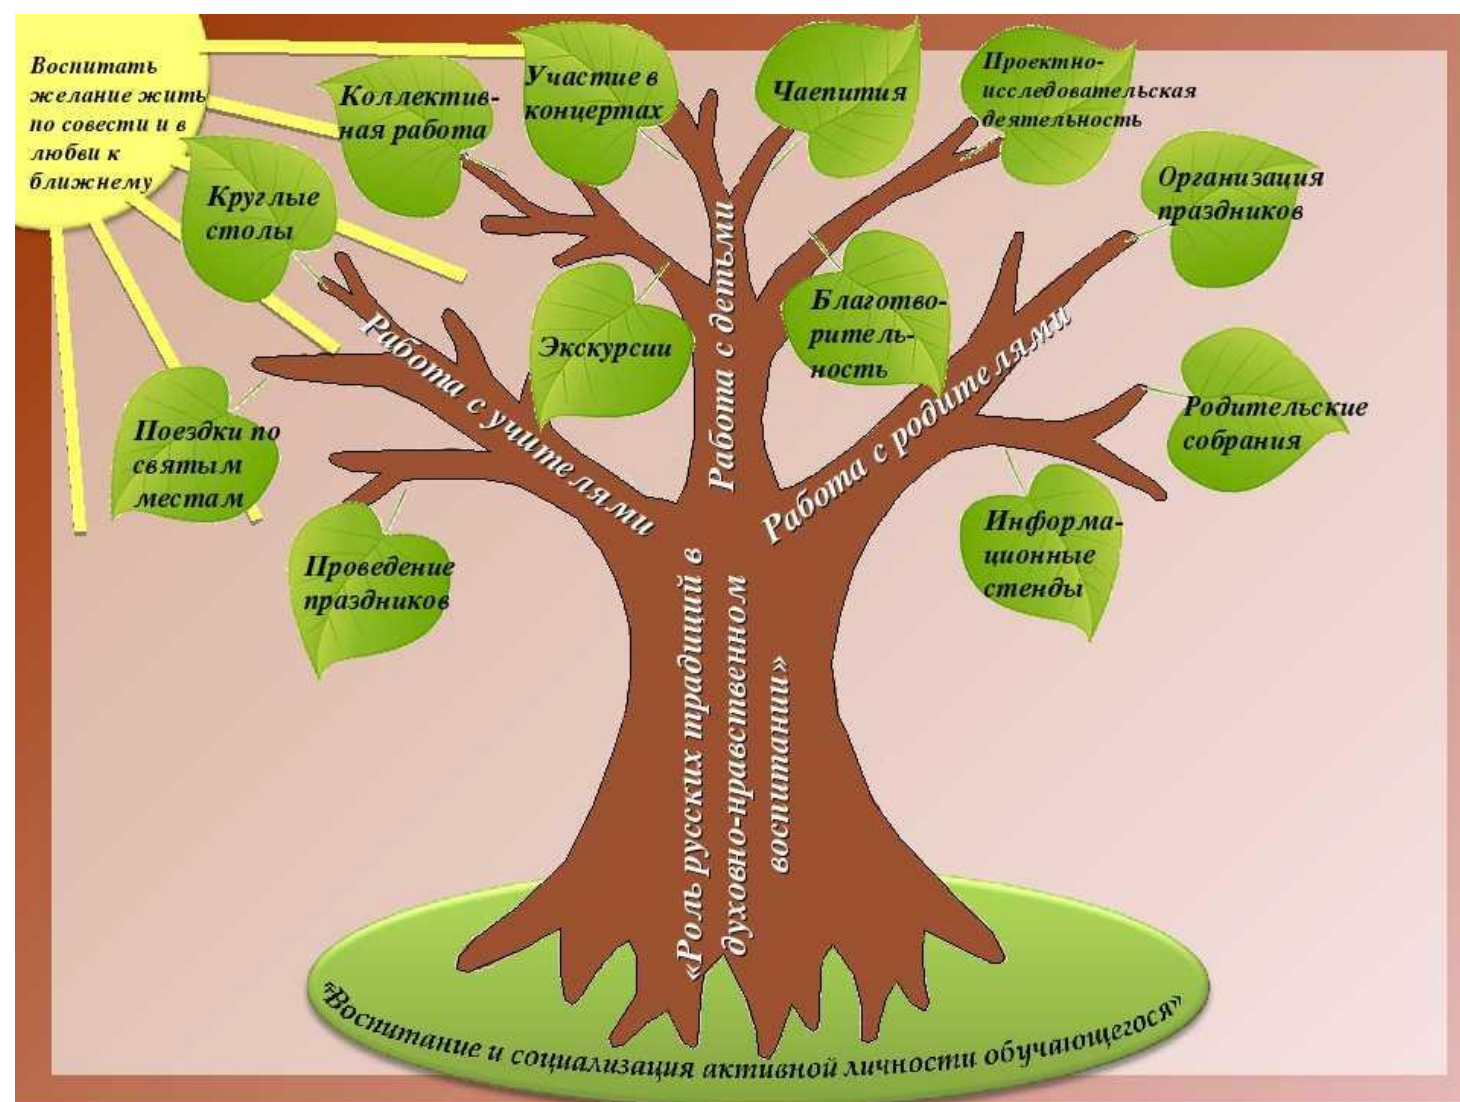 Воспитать
желание жить
по совести и в
любви к
ближнему
Круглые
столы
Коллектив-
ная работа
Участие в
концертах
Чаепития
Проектно-
исследовательская
деятельность
Организация
праздников
Экскурсии
Благотво-
ритель-
ность
Родительские
собрания
Поездки по
святым
местам
Проведение
праздников
Информа-
ционные
стенды
Работа с учителями
Работа с детьми
Работа с родителями
«Роль русских традиций в
духовно-нравственном
воспитании»
"Воспитание и социализация активной личности обучающегося»